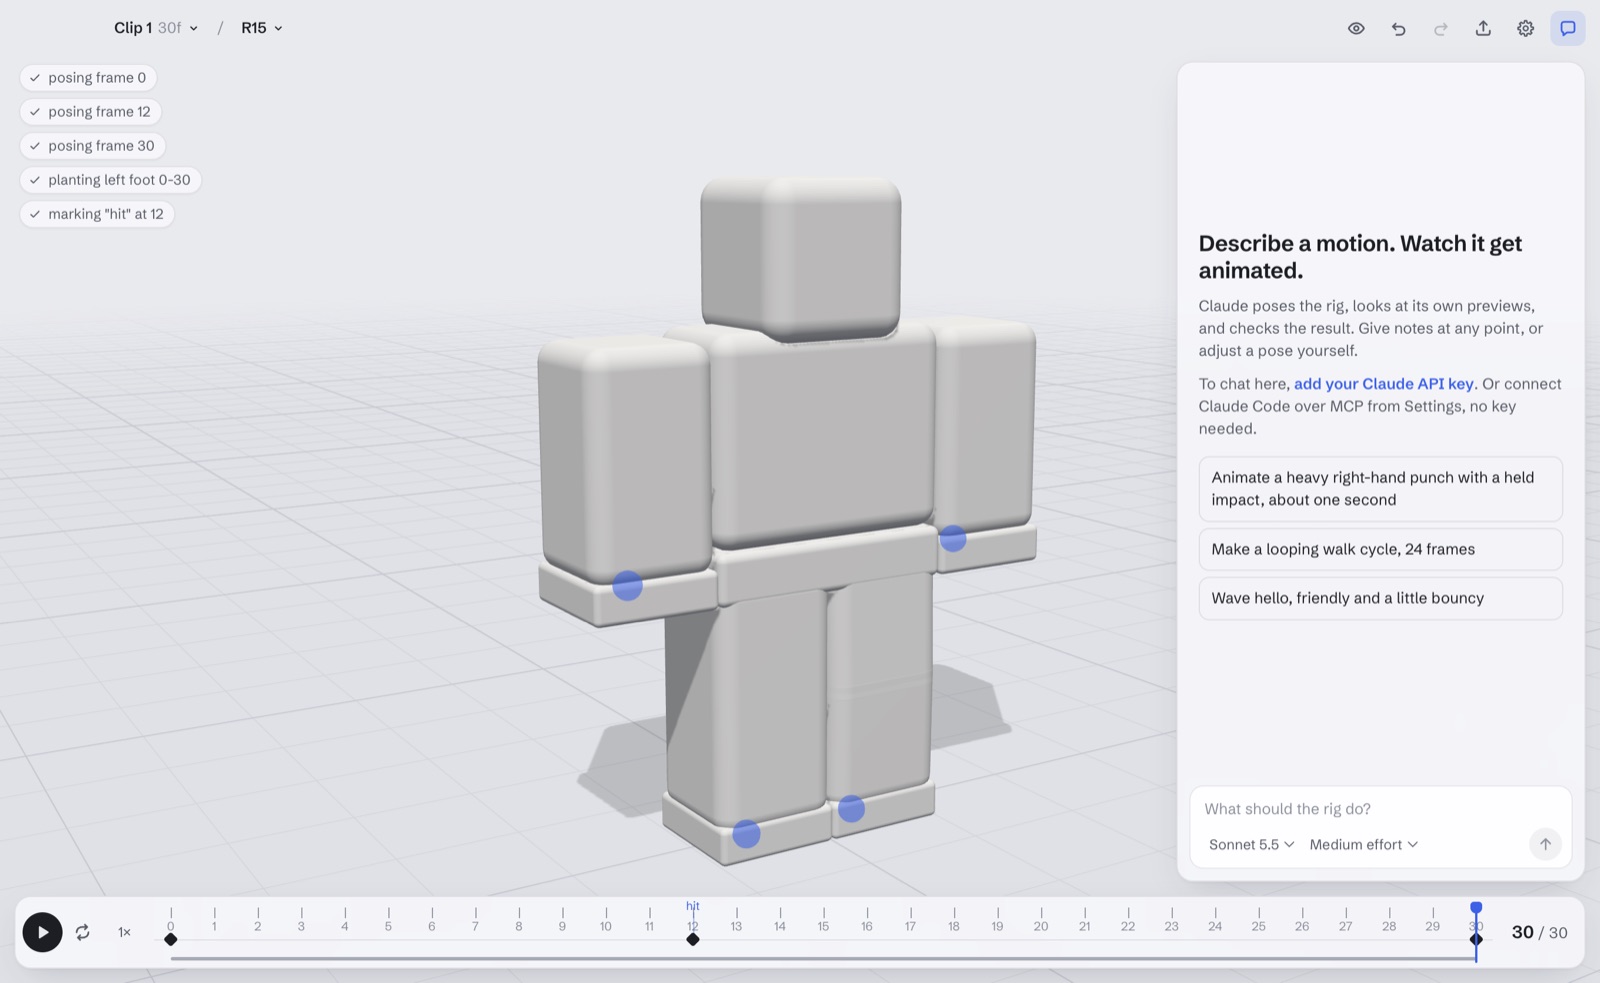 Clip 1 30f / R15
posing frame 0
posing frame 12
posing frame 30
planting left foot 0-30
marking "hit" at 12
Describe a motion. Watch it get
animated.
Claude poses the rig, looks at its own previews,
and checks the result. Give notes at any point, or
adjust a pose yourself.
To chat here, add your Claude API key. Or connect
Claude Code over MCP from Settings, no key
needed.
Animate a heavy right-hand punch with a held
impact, about one second
Make a looping walk cycle, 24 frames
Wave hello, friendly and a little bouncy
What should the rig do?
Sonnet 5.5 Medium effort
hit
0 1 2 3 4 5 6 7 8 9 10 11 12 13 14 15 16 17 18 19 20 21 22 23 24 25 26 27 28 29 30
1×
30 / 30